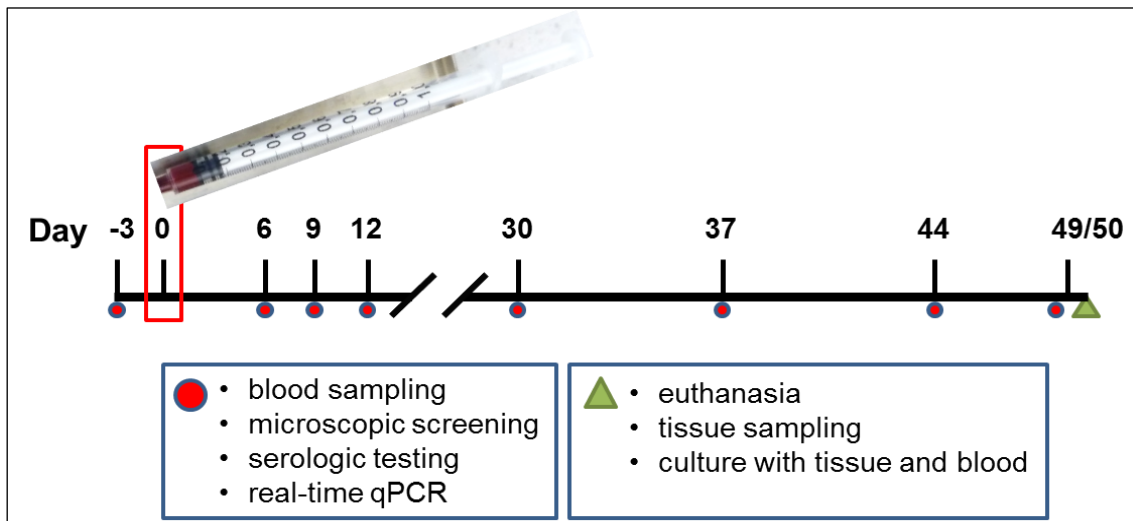 Day -3 0 6 9 12 30 37 44 49/50
• blood sampling
• microscopic screening
• serologic testing
• real-time qPCR
• euthanasia
• tissue sampling
• culture with tissue and blood